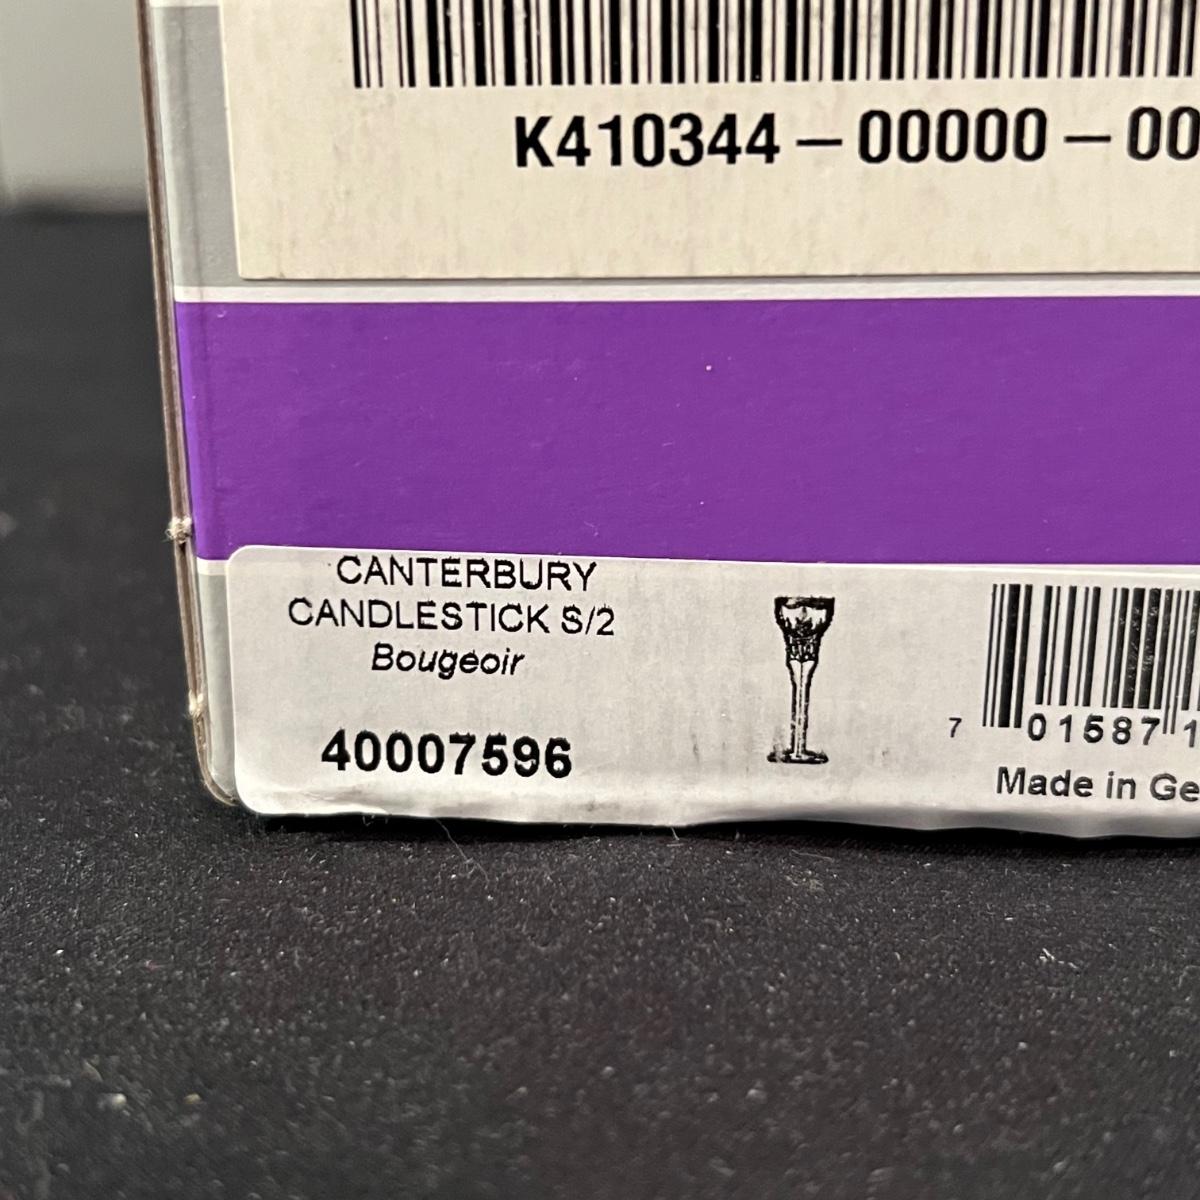 K410344-00000-00
CANTERBURY
CANDLESTICK S/2
Bougeoir
40007596
7 01587 1
Made in Ge